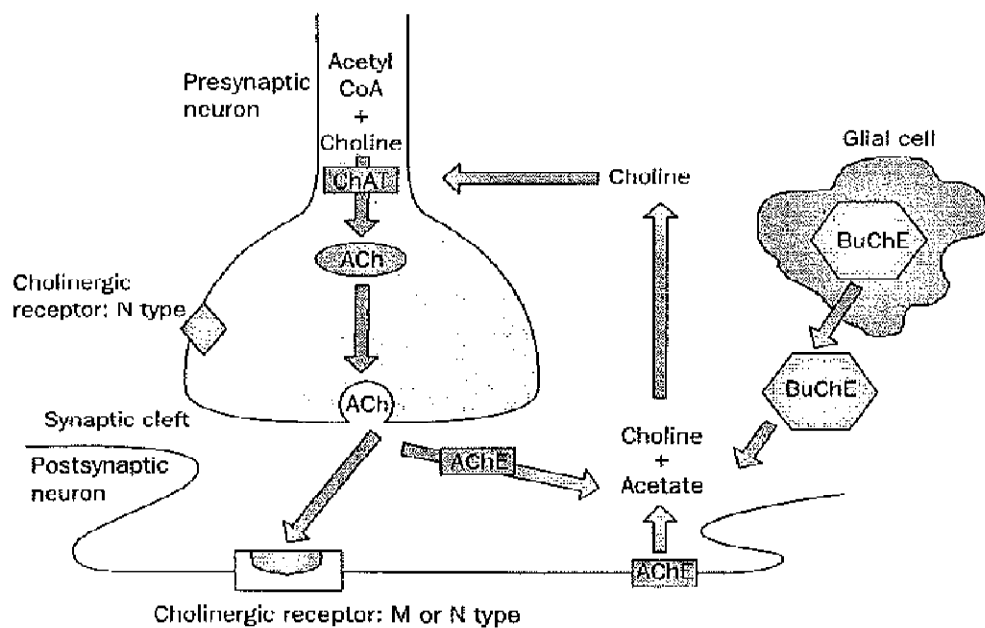 Presynaptic
neuron
Acetyl
CoA
+
Choline
ChAT
ACh
Cholinergic
receptor: N type
ACh
Synaptic cleft
Postsynaptic
neuron
AChE
Cholinergic receptor: M or N type
Choline
Choline
+
Acetate
AChE
Glial cell
BuChE
BuChE